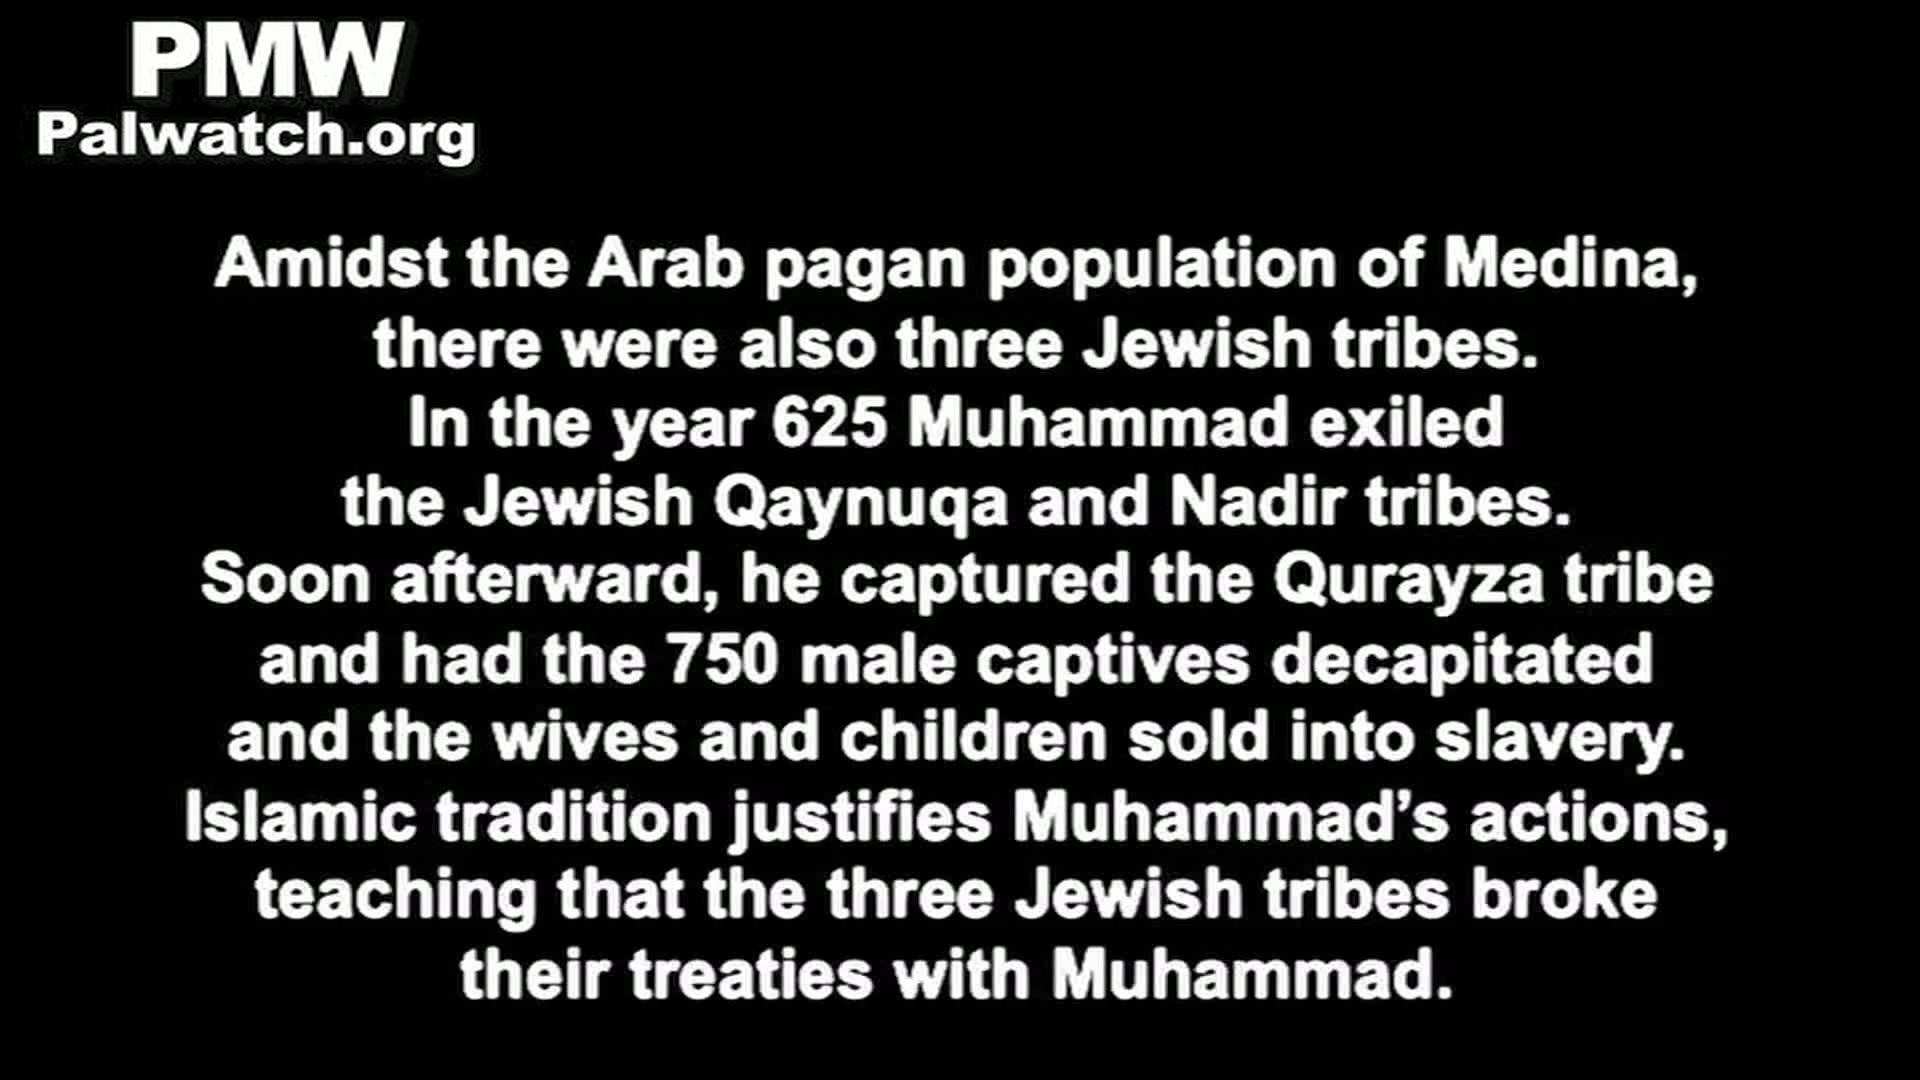 PMW
Palwatch.org
Amidst the Arab pagan population of Medina,
there were also three Jewish tribes.
In the year 625 Muhammad exiled
the Jewish Qaynuqa and Nadir tribes.
Soon afterward, he captured the Qurayza tribe
and had the 750 male captives decapitated
and the wives and children sold into slavery.
Islamic tradition justifies Muhammad’s actions,
teaching that the three Jewish tribes broke
their treaties with Muhammad.